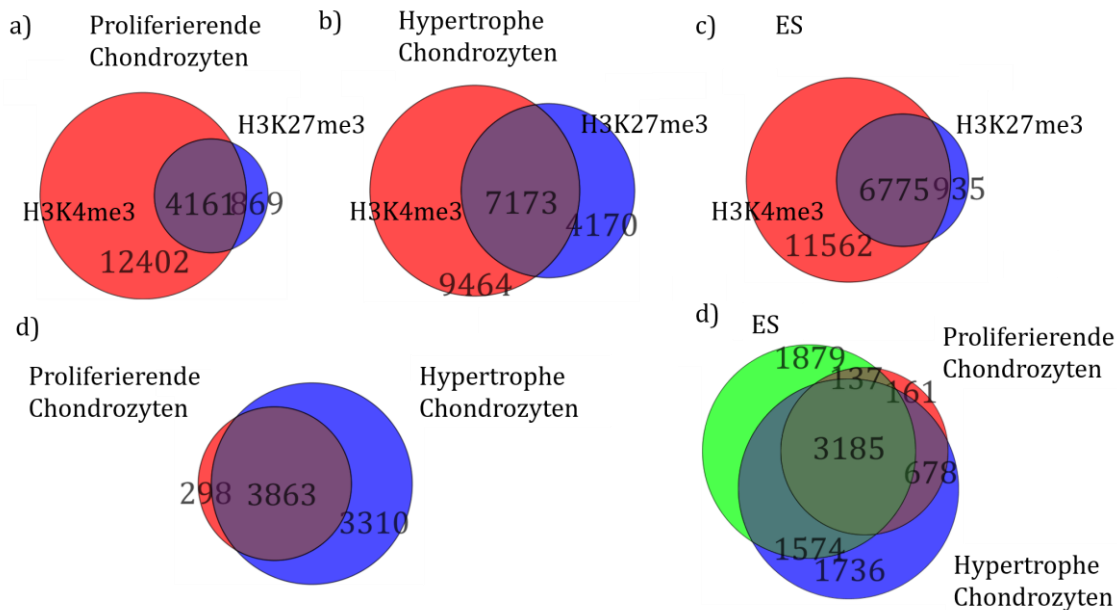 a)
Proliferierende
Chondrozyten
H3K27me3
H3K4me3
4161
869
12402
b)
Hypertrophe
Chondrozyten
H3K27me3
H3K4me3
7173
4170
9464
c)
ES
H3K27me3
H3K4me3
6775
935
11562
d)
Proliferierende
Chondrozyten
Hypertrophe
Chondrozyten
298
3863
3310
d)
ES
Proliferierende
Chondrozyten
1879
137
161
3185
678
1574
1736
Hypertrophe
Chondrozyten